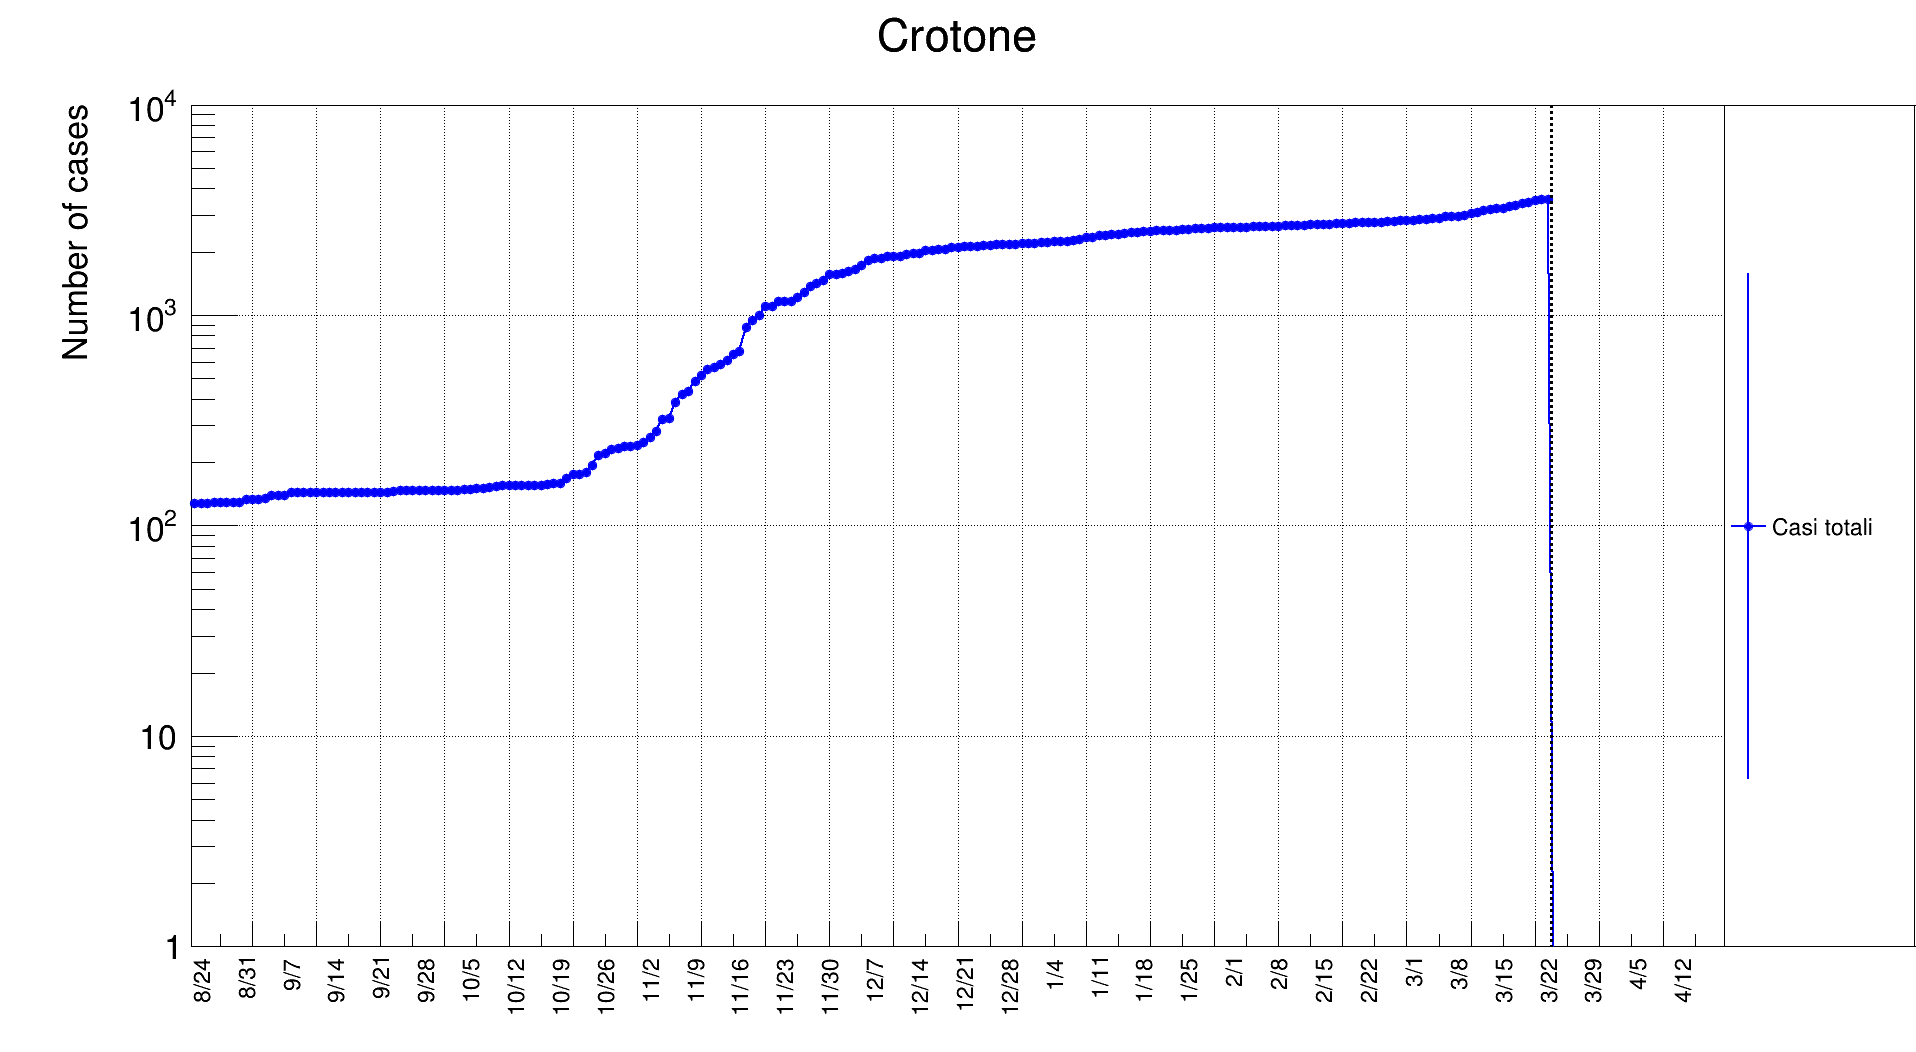 Crotone
Number of cases
10^4
10^3
10^2
10
1
Casi totali
8/24 8/31 9/7 9/14 9/21 9/28 10/5 10/12 10/19 10/26 11/2 11/9 11/16 11/23 11/30 12/7 12/14 12/21 12/28 1/4 1/11 1/18 1/25 2/1 2/8 2/15 2/22 3/1 3/8 3/15 3/22 3/29 4/5 4/12